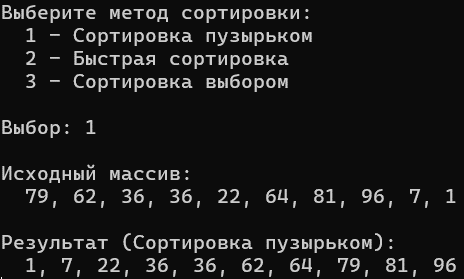 Выберите метод сортировки:
1 - Сортировка пузырьком
2 - Быстрая сортировка
3 - Сортировка выбором
Выбор: 1
Исходный массив:
79, 62, 36, 36, 22, 64, 81, 96, 7, 1
Результат (Сортировка пузырьком):
1, 7, 22, 36, 36, 62, 64, 79, 81, 96